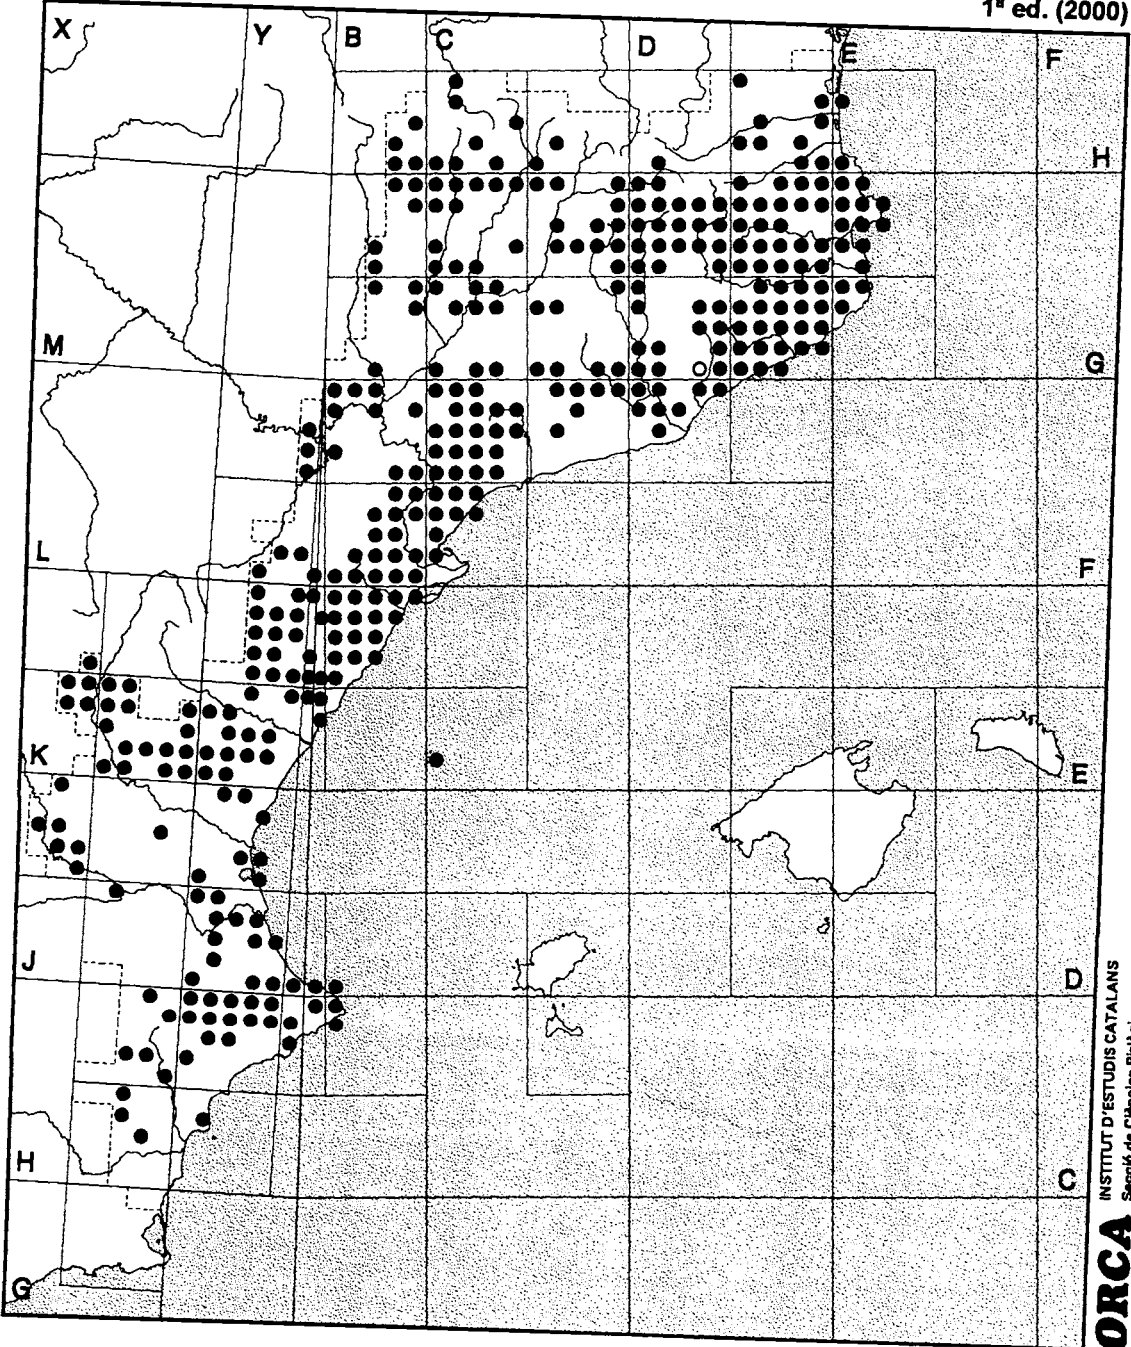 1ª ed. (2000)
X
Y
B
C
D
E
F
H
M
G
L
F
K
E
J
D
H
C
G
INSTITUT D'ESTUDIS CATALANS
ORCA